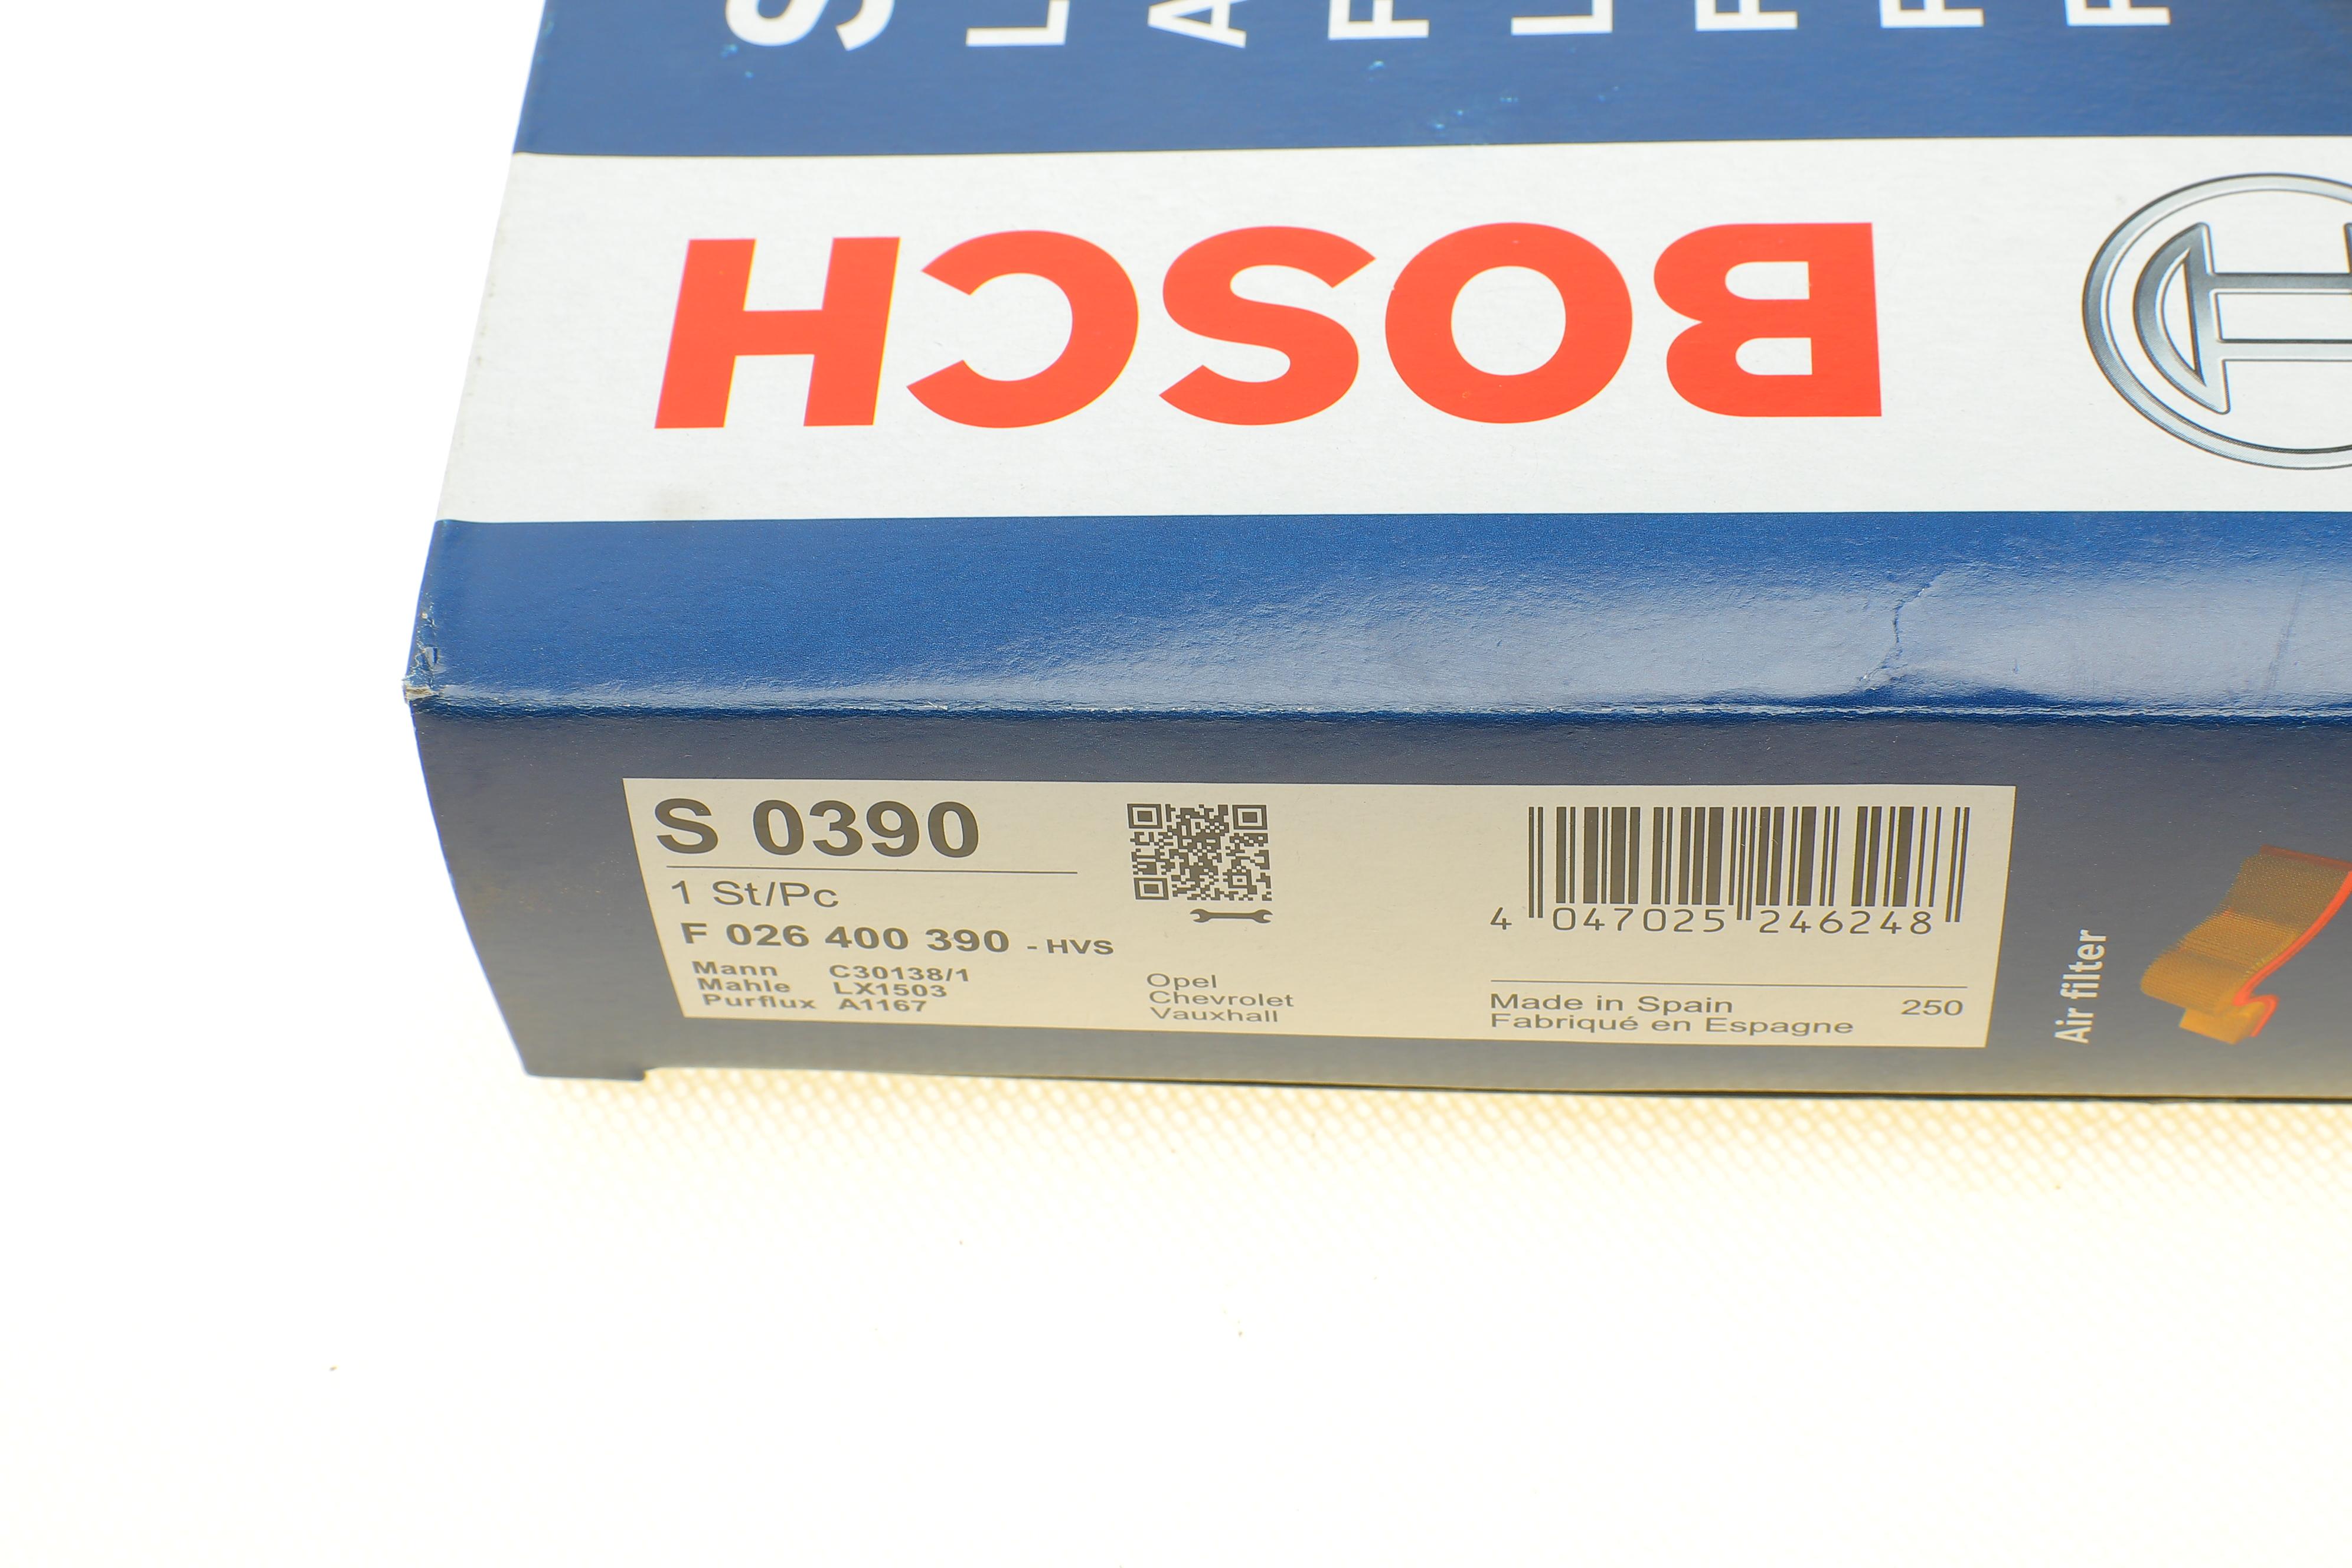 BOSCH
S 0390
1 St/Pc
F 026 400 390 - HVS
Mann C30138/1
Mahle LX1503
Purflux A1167
Opel
Chevrolet
Vauxhall
4 047025 246248
Made in Spain 250
Fabriqué en Espagne
Air filter